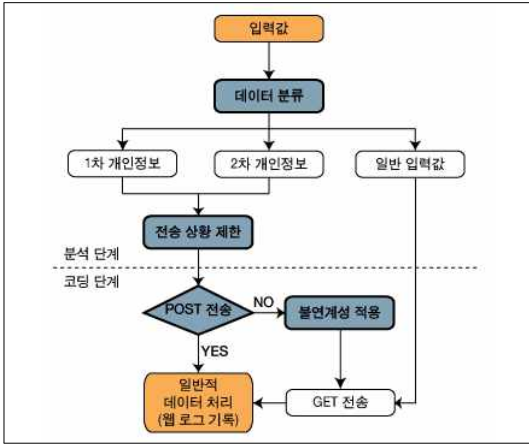 입력값
데이터 분류
1차 개인정보
2차 개인정보
일반 입력값
전송 상황 제한
분석 단계
코딩 단계
POST 전송
NO
불연계성 적용
YES
일반적
데이터 처리
(웹 로그 기록)
GET 전송